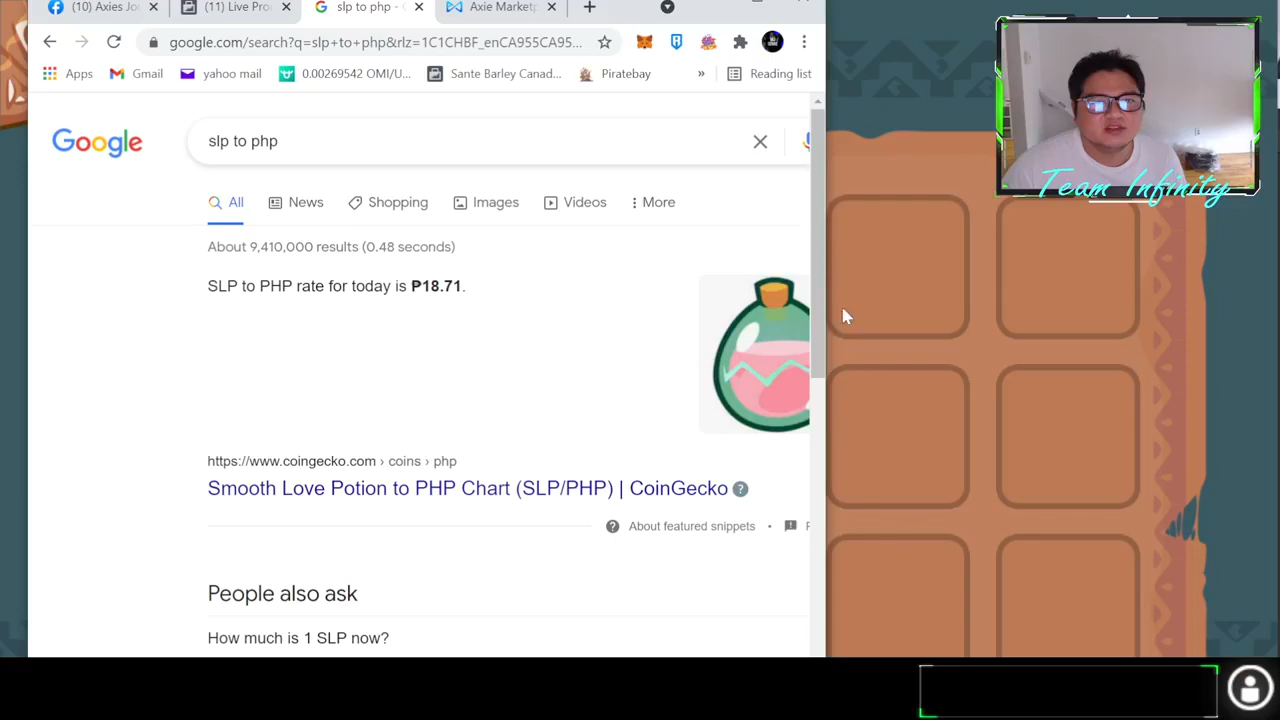 (10) Axies Jo
(11) Live Pro
slp to php -
Axie Marketp
google.com/search?q=slp+to+php&rlz=1C1CHBF_enCA955CA95...
Apps
Gmail
yahoo mail
0.00269542 OMI/U...
Sante Barley Canad...
Piratebay
»
Reading list
Google
slp to php
All
News
Shopping
Images
Videos
More
About 9,410,000 results (0.48 seconds)
SLP to PHP rate for today is ₱18.71.
https://www.coingecko.com › coins › php
Smooth Love Potion to PHP Chart (SLP/PHP) | CoinGecko
About featured snippets
People also ask
How much is 1 SLP now?
Team Infinity